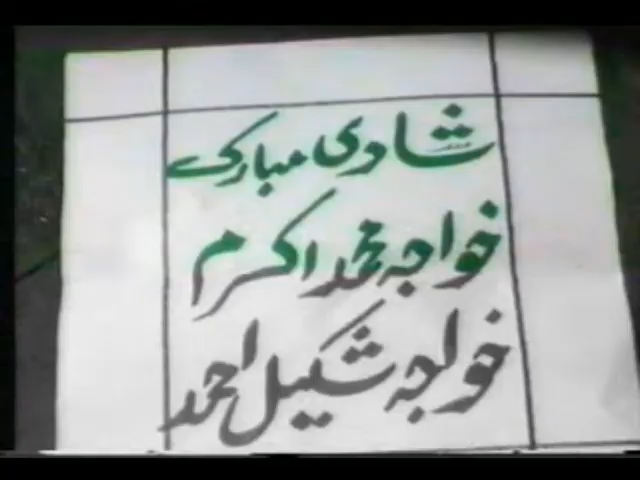 شادی مبارک
خواجہ محمد اکرم
خواجہ شکیل احمد